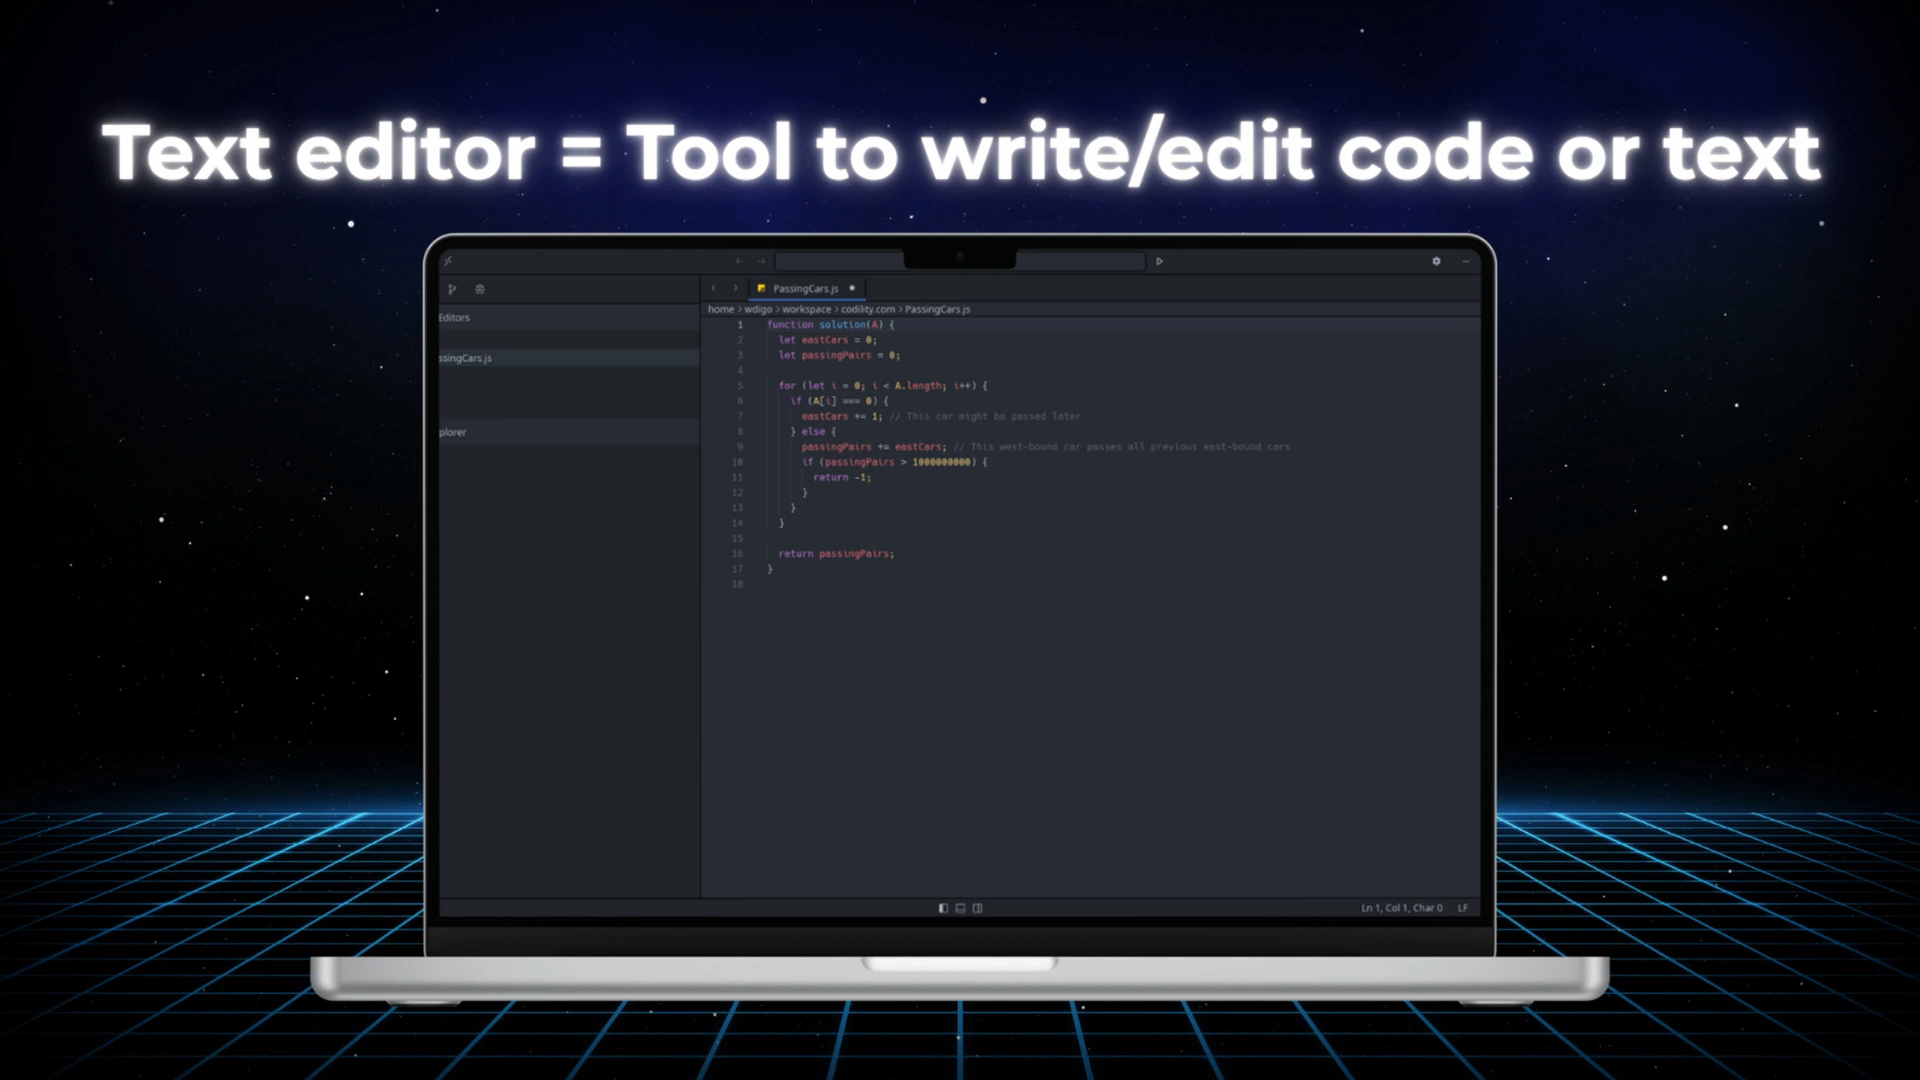 Text editor = Tool to write/edit code or text
PassingCars.js
Editors
home > wdigo > workspace > codility.com > PassingCars.js
ssingCars.js
plorer
1 function solution(A) {
2 let eastCars = 0;
3 let passingPairs = 0;
4
5 for (let i = 0; i < A.length; i++) {
6 if (A[i] === 0) {
7 eastCars += 1; // This car might be passed later
8 } else {
9 passingPairs += eastCars; // This west-bound car passes all previous east-bound cars
10 if (passingPairs > 1000000000) {
11 return -1;
12 }
13 }
14 }
15
16 return passingPairs;
17 }
18
Ln 1, Col 1, Char 0 LF